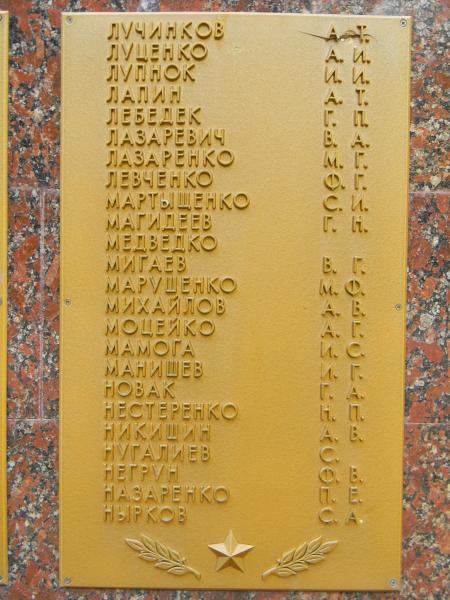 ЛУЧИНКОВ А. Т.
ЛУЦЕНКО А. И.
ЛУПНОК И. И.
ЛАПИН А. Т.
ЛЕБЕДЕК Г. П.
ЛАЗАРЕВИЧ В. А.
ЛАЗАРЕНКО М. Г.
ЛЕВЧЕНКО Ф. Г.
МАРТЫЩЕНКО С. И.
МАГИДЕЕВ Г. Н.
МЕДВЕДКО
МИГАЕВ В. Г.
МАРУШЕНКО М. Ф.
МИХАЙЛОВ А. В.
МОЦЕЙКО А. Г.
МАМОГА И. С.
МАНИШЕВ И. Г.
НОВАК Г. А.
НЕСТЕРЕНКО Н. П.
НИКИШИН А. В.
НУГАЛИЕВ С.
НЕГРУН Ф. В.
НАЗАРЕНКО П. Е.
НЫРКОВ С. А.